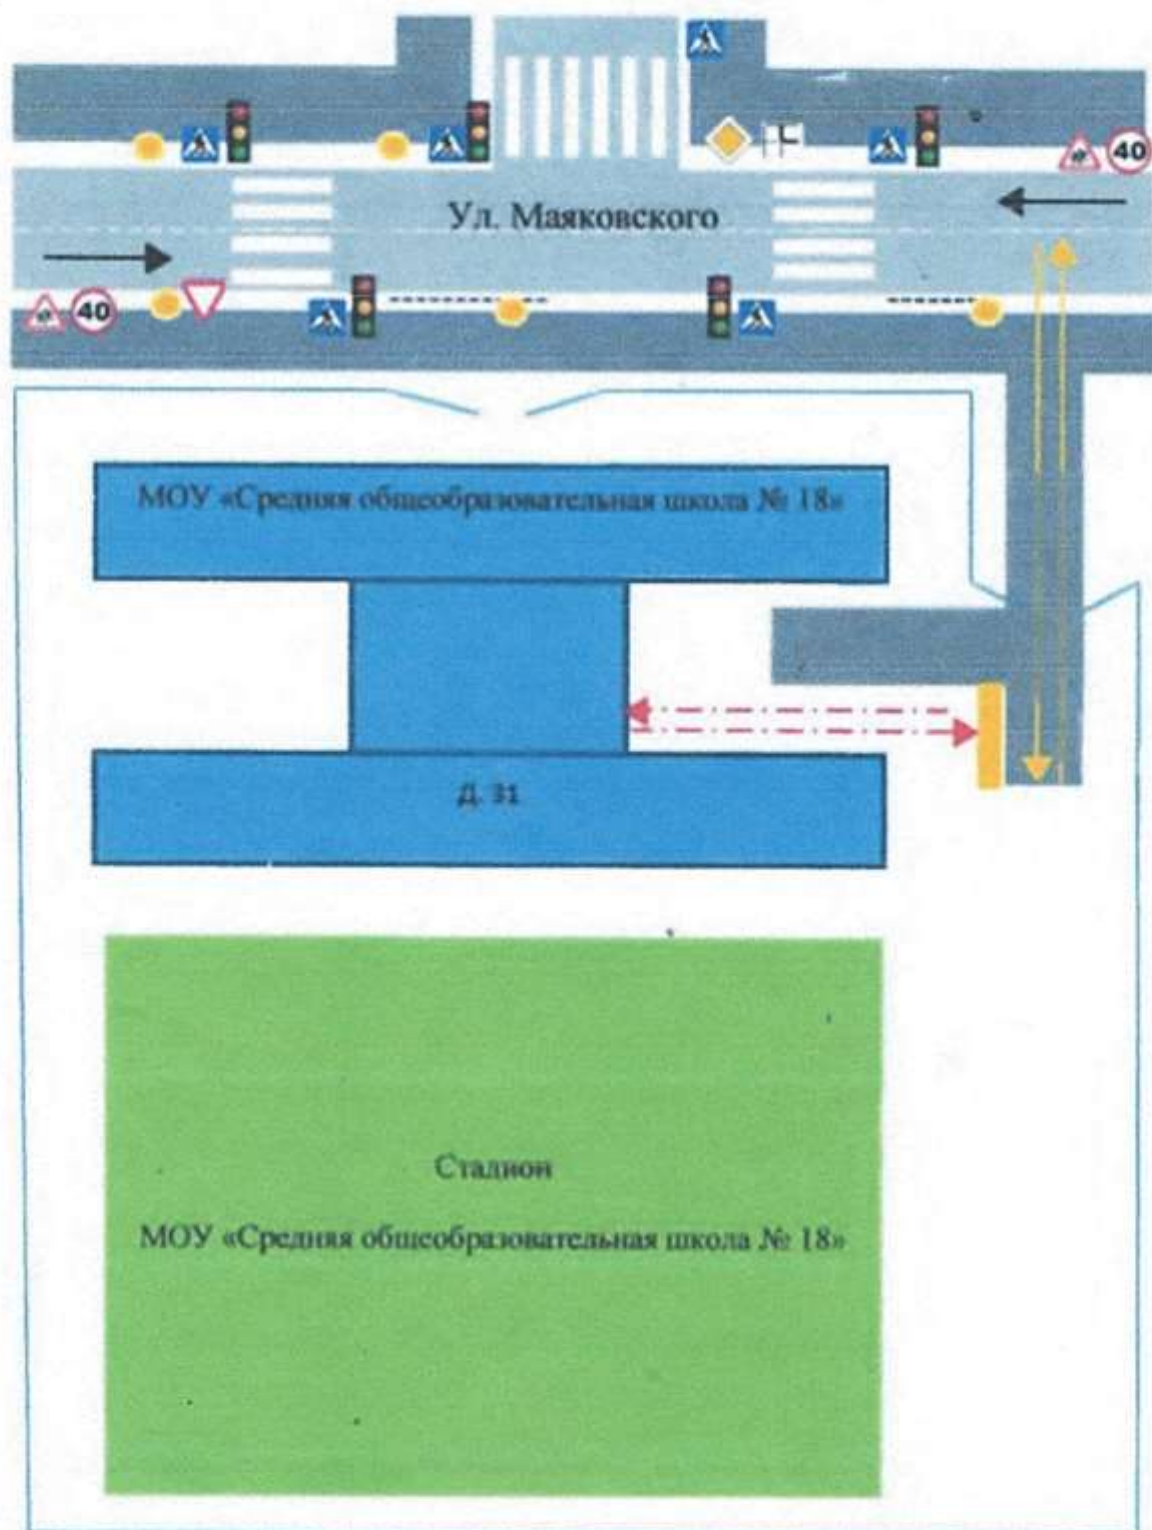 40
Ул. Маяковского
40
МОУ «Средняя общеобразовательная школа № 18»
Д. 31
Стадион
МОУ «Средняя общеобразовательная школа № 18»